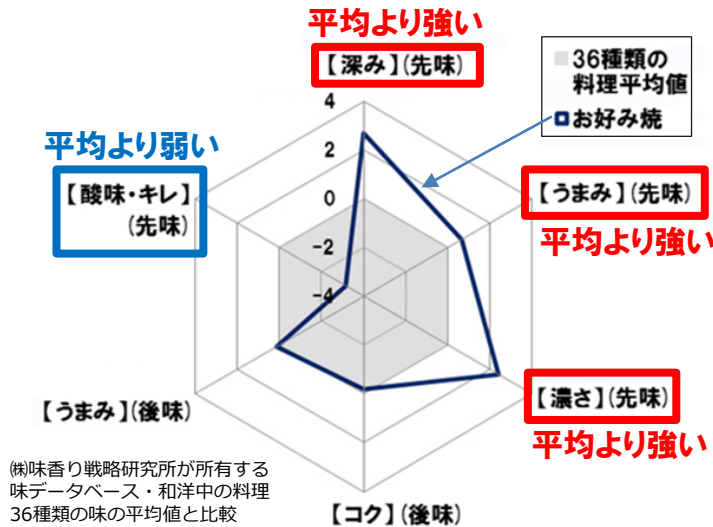 平均より強い
【深み】(先味)
36種類の
料理平均値
お好み焼
4
平均より弱い
2
【酸味・キレ】
(先味)
0
【うまみ】(先味)
平均より強い
-2
-4
【濃さ】(先味)
【うまみ】(後味)
平均より強い
㈱味香り戦略研究所が所有する
味データベース・和洋中の料理
36種類の味の平均値と比較
【コク】(後味)